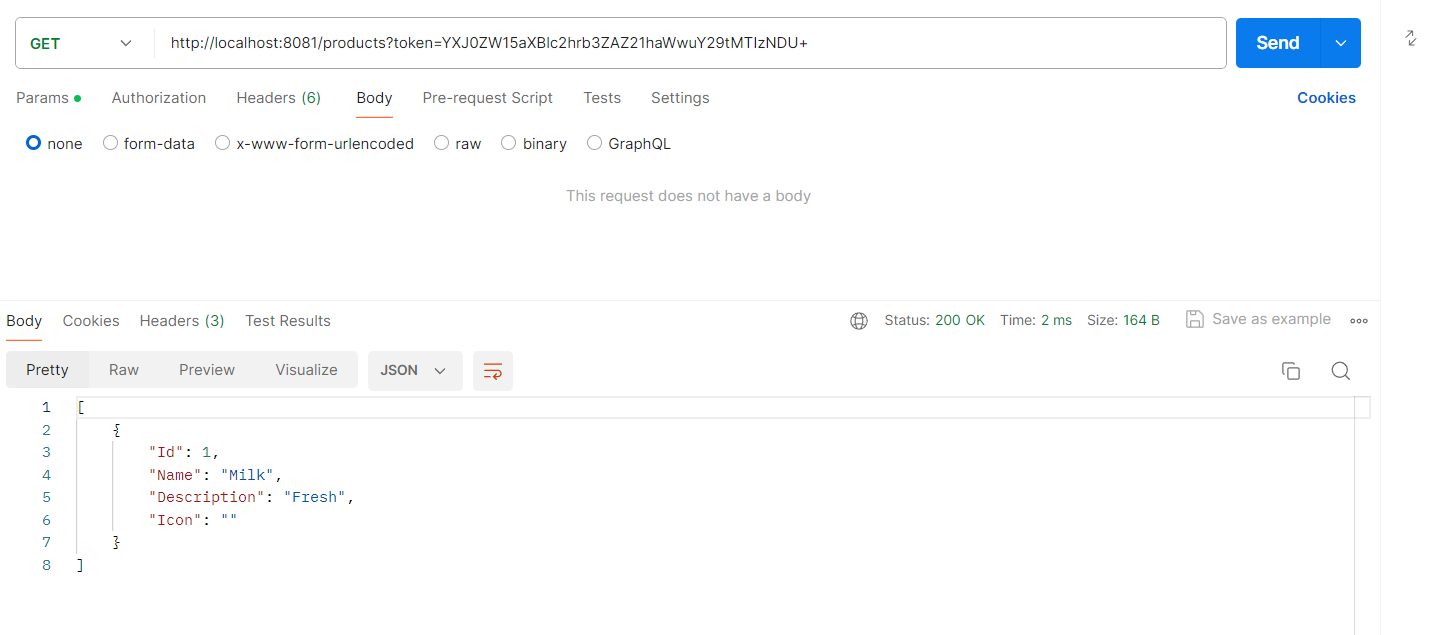 GET http://localhost:8081/products?token=YXJ0ZW15aXBlc2hrb3ZAZ21haWwuY29tMTIzNDU+ Send
Params Authorization Headers (6) Body Pre-request Script Tests Settings Cookies
none form-data x-www-form-urlencoded raw binary GraphQL
This request does not have a body
Body Cookies Headers (3) Test Results Status: 200 OK Time: 2 ms Size: 164 B Save as example
Pretty Raw Preview Visualize JSON
1 [
2 {
3 "Id": 1,
4 "Name": "Milk",
5 "Description": "Fresh",
6 "Icon": ""
7 }
8 ]